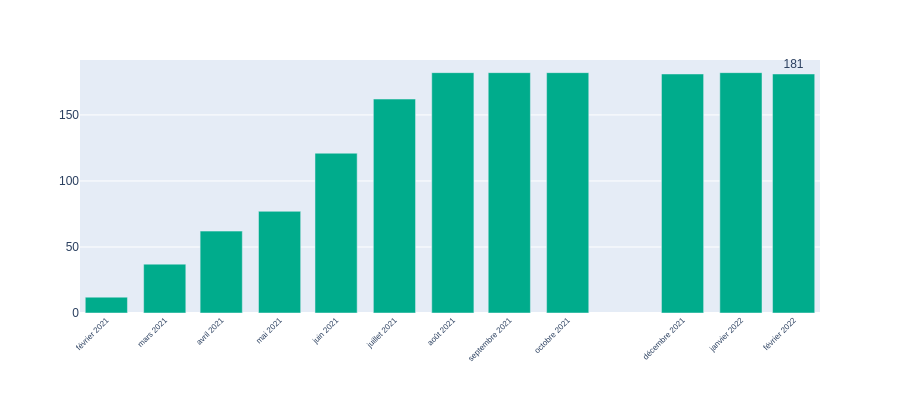 181
150
100
50
0
février 2021
mars 2021
avril 2021
mai 2021
juin 2021
juillet 2021
août 2021
septembre 2021
octobre 2021
décembre 2021
janvier 2022
février 2022